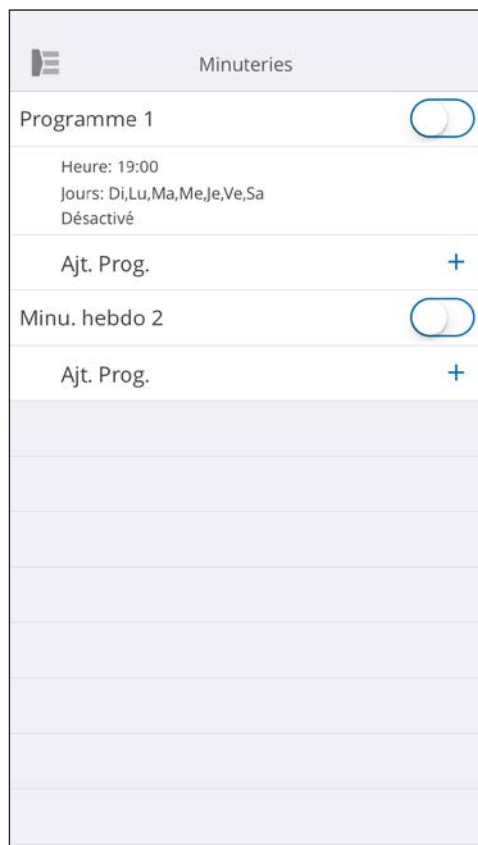 Minuteries
Programme 1
Heure: 19:00
Jours: Di,Lu,Ma,Me,Je,Ve,Sa
Désactivé
Ajt. Prog. +
Minu. hebdo 2
Ajt. Prog. +